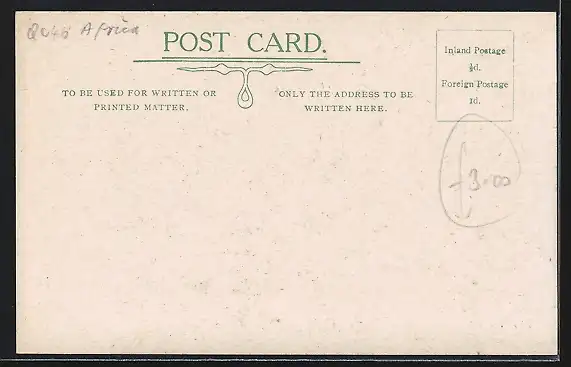 Africa
POST CARD.
Inland Postage
½d.
Foreign Postage
1d.
TO BE USED FOR WRITTEN OR
PRINTED MATTER.
ONLY THE ADDRESS TO BE
WRITTEN HERE.
£3.00